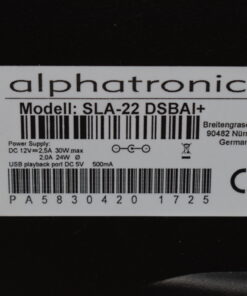 alphatronic
Modell: SLA-22 DSBAI+
Breitengrase
90482 Nürn
German
Power Supply:
DC 12V⎓2,5A 30W max
2,0A 24W Ø
USB playback port DC 5V 500mA
PA5830420 1725